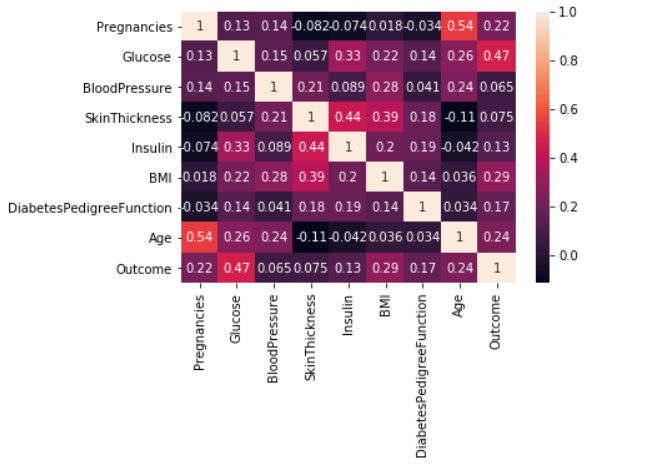 Pregnancies 1 0.13 0.14 -0.082 -0.074 0.018 -0.034 0.54 0.22
Glucose 0.13 1 0.15 0.057 0.33 0.22 0.14 0.26 0.47
BloodPressure 0.14 0.15 1 0.21 0.089 0.28 0.041 0.24 0.065
SkinThickness -0.082 0.057 0.21 1 0.44 0.39 0.18 -0.11 0.075
Insulin -0.074 0.33 0.089 0.44 1 0.2 0.19 -0.042 0.13
BMI 0.018 0.22 0.28 0.39 0.2 1 0.14 0.036 0.29
DiabetesPedigreeFunction -0.034 0.14 0.041 0.18 0.19 0.14 1 0.034 0.17
Age 0.54 0.26 0.24 -0.11 -0.042 0.036 0.034 1 0.24
Outcome 0.22 0.47 0.065 0.075 0.13 0.29 0.17 0.24 1
Pregnancies
Glucose
BloodPressure
SkinThickness
Insulin
BMI
DiabetesPedigreeFunction
Age
Outcome
1.0
0.8
0.6
0.4
0.2
0.0